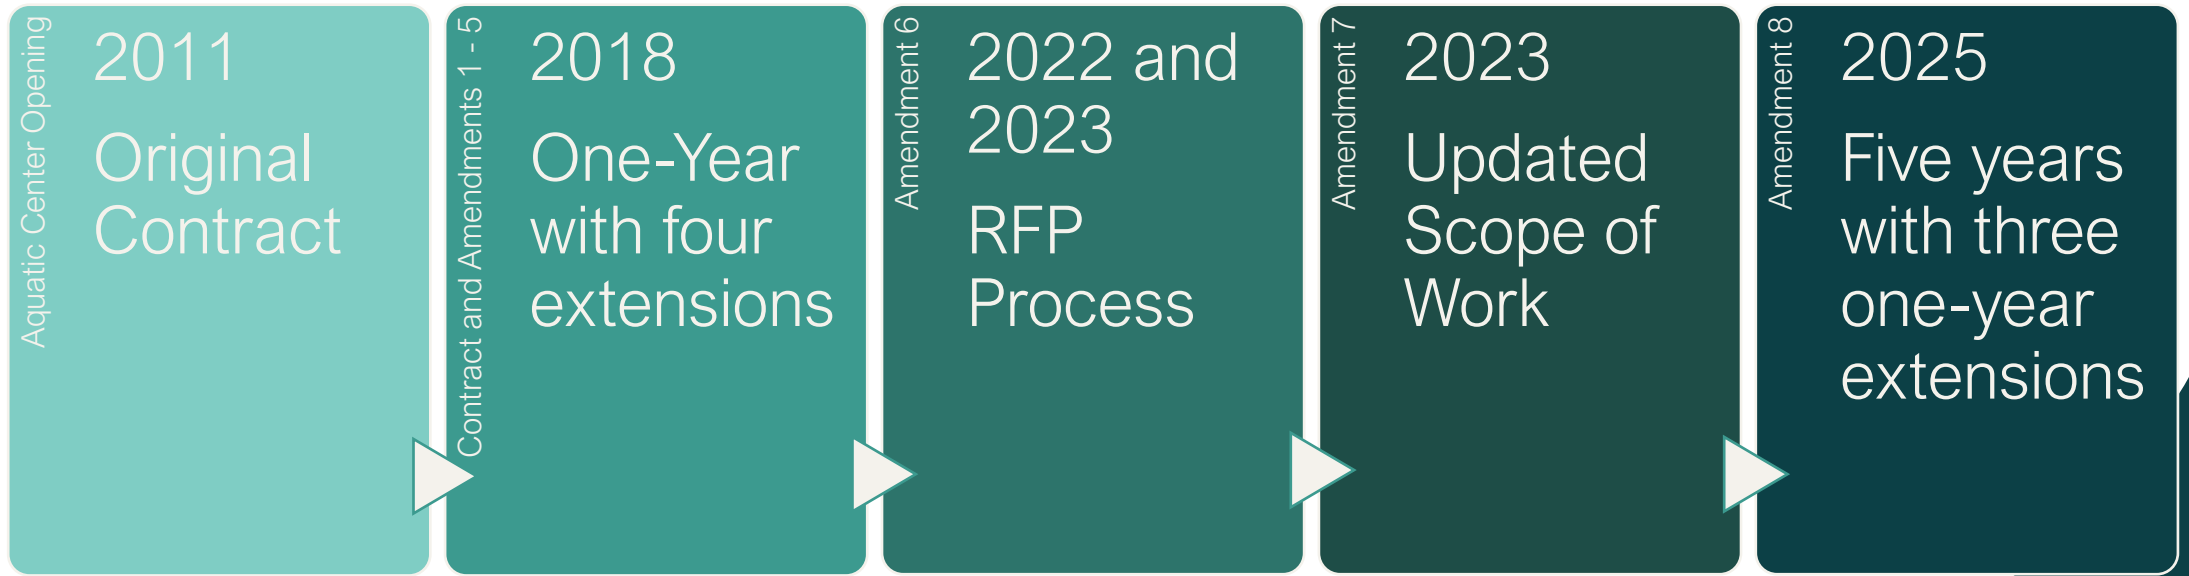 Aquatic Center Opening
2011
Original
Contract
Contract and Amendments 1 - 5
2018
One-Year
with four
extensions
Amendment 6
2022 and
2023
RFP
Process
Amendment 7
2023
Updated
Scope of
Work
Amendment 8
2025
Five years
with three
one-year
extensions